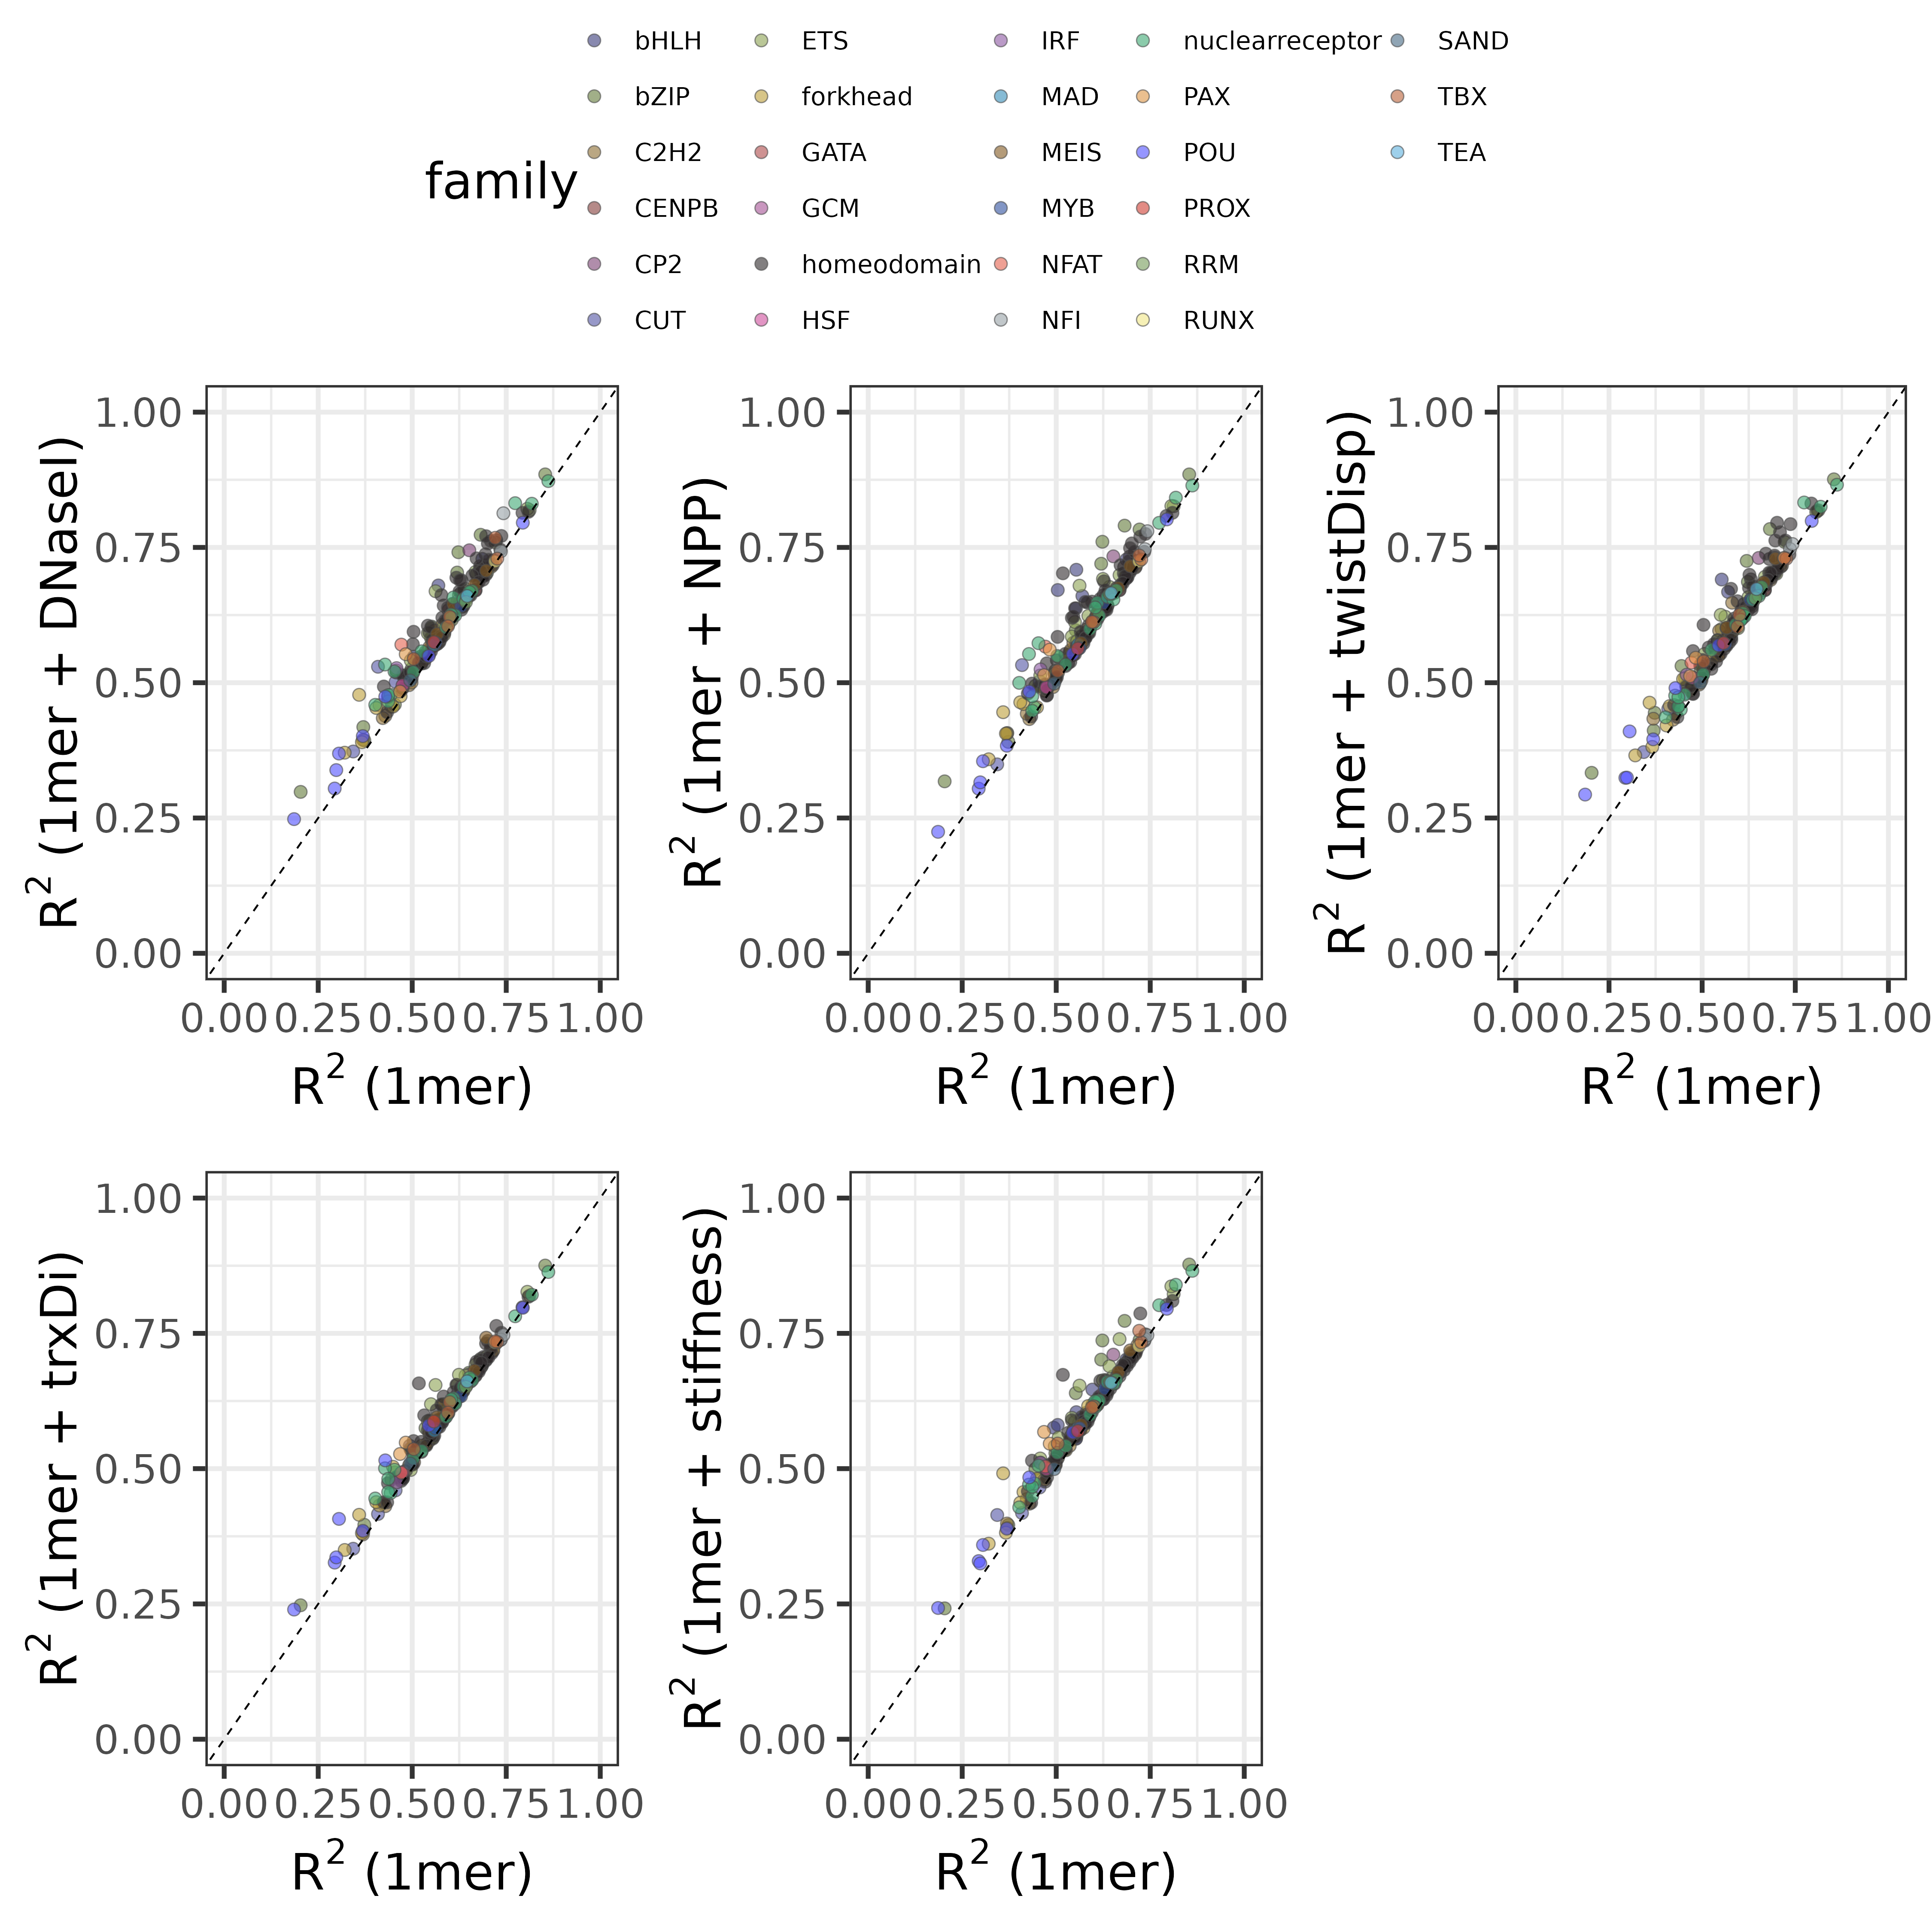 family
bHLH ETS IRF nuclearreceptor SAND
bZIP forkhead MAD PAX TBX
C2H2 GATA MEIS POU TEA
CENPB GCM MYB PROX
CP2 homeodomain NFAT RRM
CUT HSF NFI RUNX
R² (1mer + DNaseI)
1.00
0.75
0.50
0.25
0.00
0.00 0.25 0.50 0.75 1.00
R² (1mer)
R² (1mer + NPP)
1.00
0.75
0.50
0.25
0.00
0.00 0.25 0.50 0.75 1.00
R² (1mer)
R² (1mer + twistDisp)
1.00
0.75
0.50
0.25
0.00
0.00 0.25 0.50 0.75 1.00
R² (1mer)
R² (1mer + trxDi)
1.00
0.75
0.50
0.25
0.00
0.00 0.25 0.50 0.75 1.00
R² (1mer)
R² (1mer + stiffness)
1.00
0.75
0.50
0.25
0.00
0.00 0.25 0.50 0.75 1.00
R² (1mer)